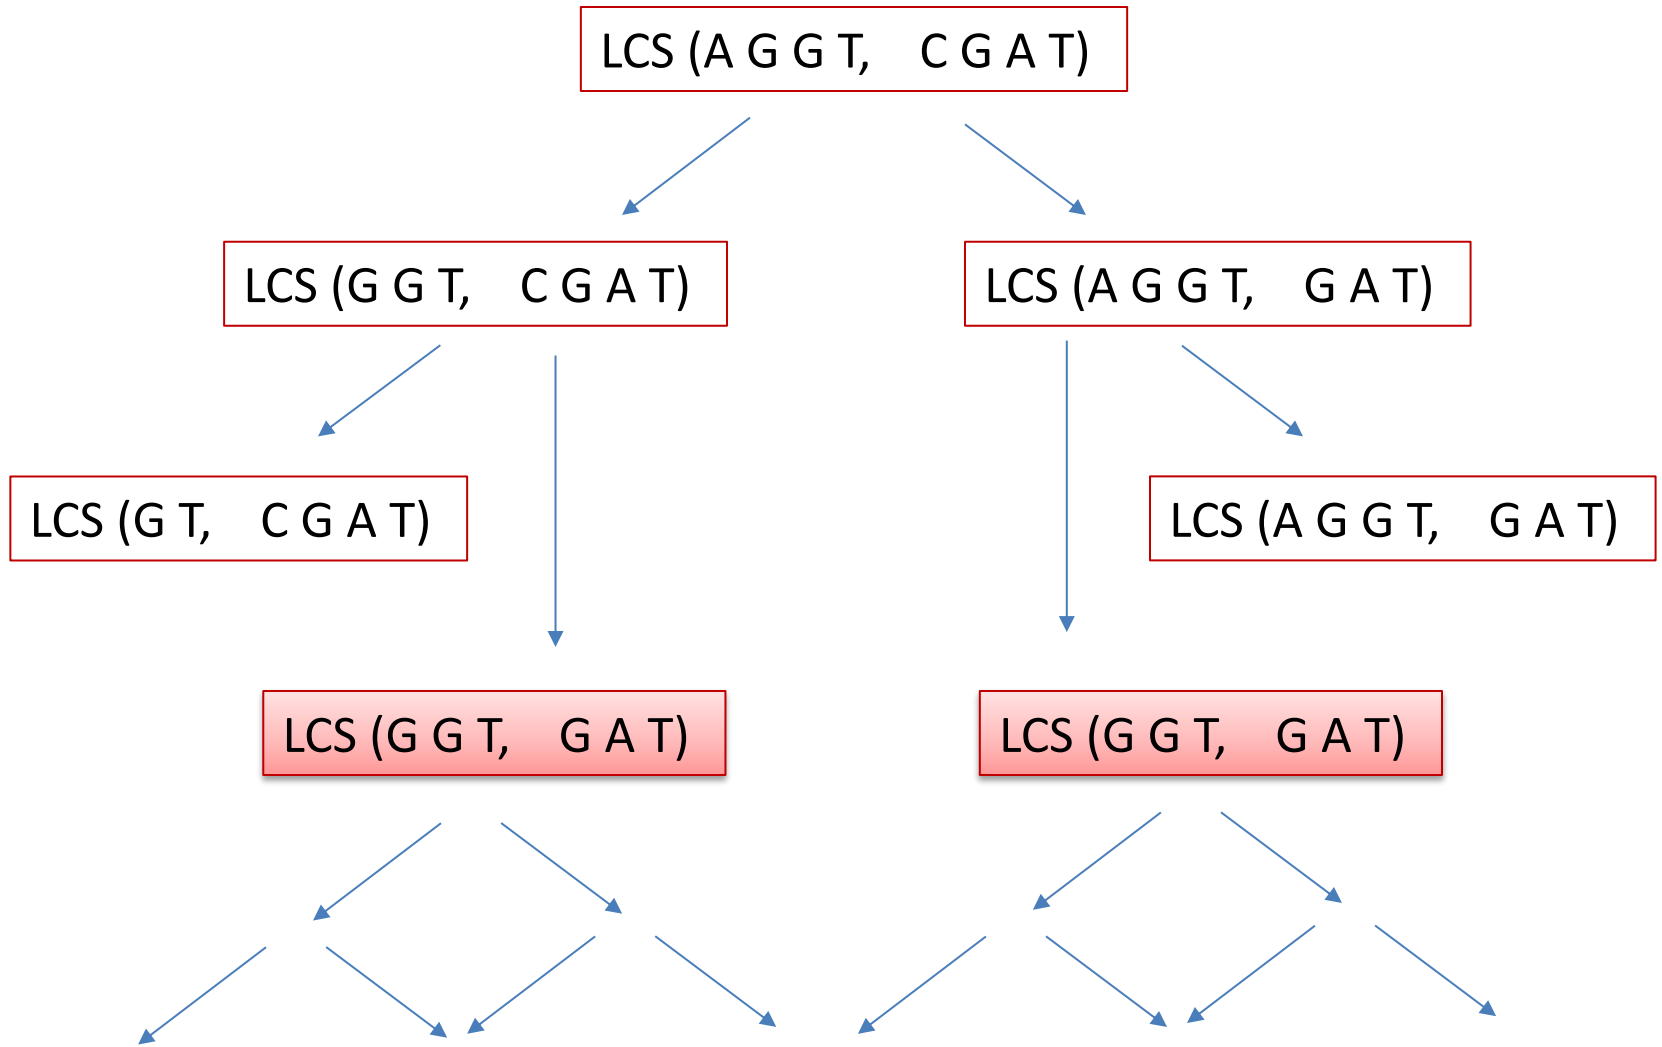 LCS (A G G T, C G A T)
LCS (G G T, C G A T)
LCS (A G G T, G A T)
LCS (G T, C G A T)
LCS (A G G T, G A T)
LCS (G G T, G A T)
LCS (G G T, G A T)